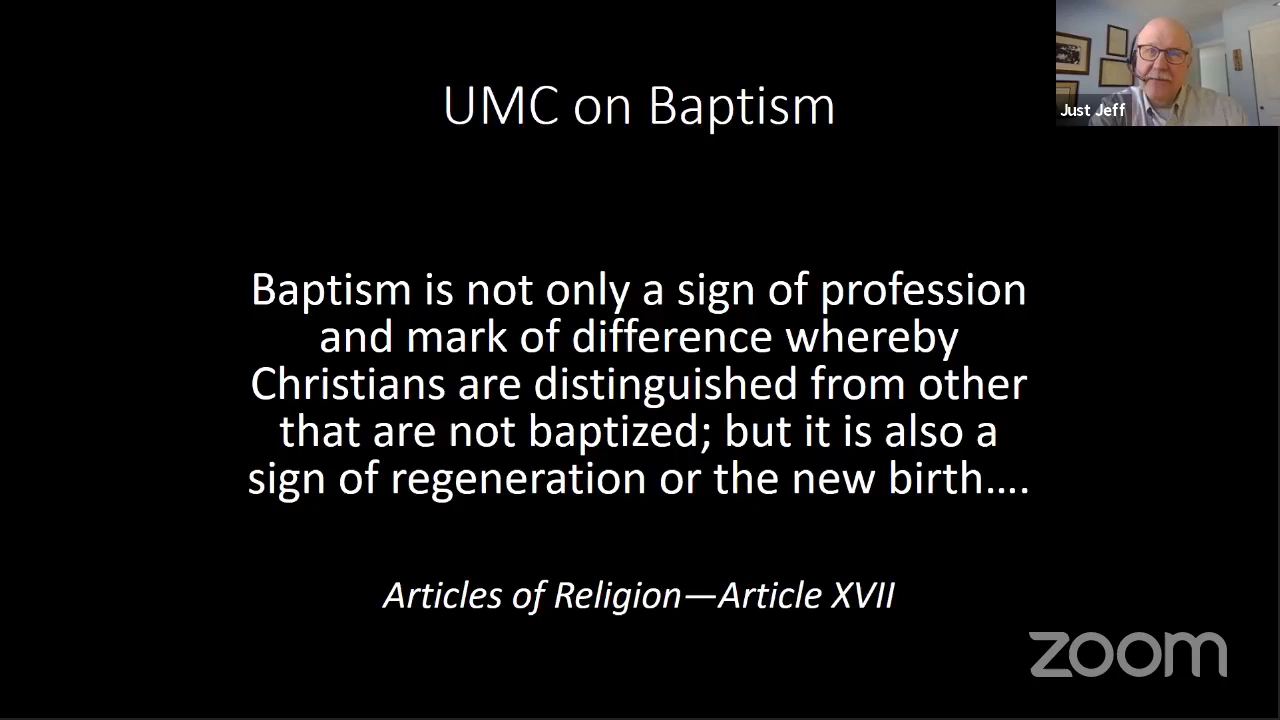 UMC on Baptism
Just Jeff
Baptism is not only a sign of profession
and mark of difference whereby
Christians are distinguished from other
that are not baptized; but it is also a
sign of regeneration or the new birth….
Articles of Religion—Article XVII
zoom